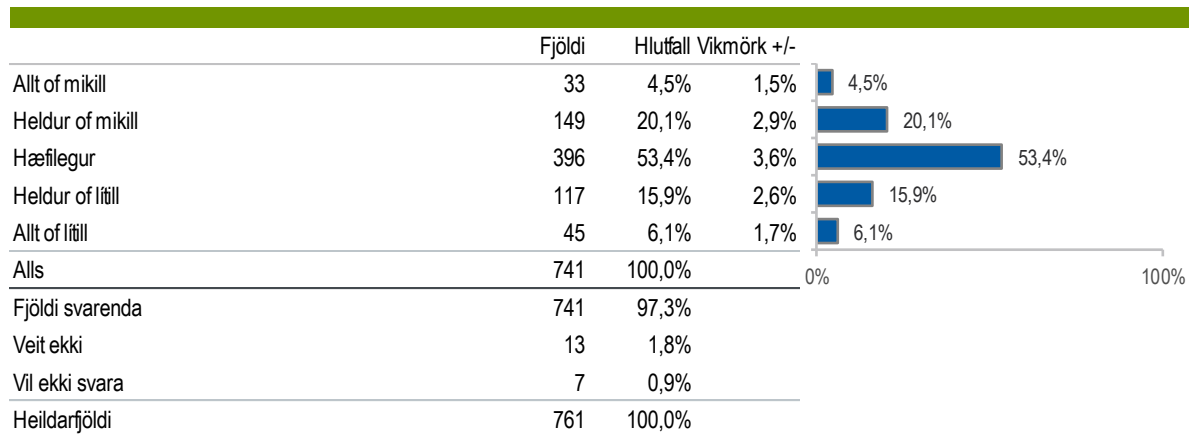 Fjöldi Hlutfall Vikmörk +/-
Allt of mikill 33 4,5% 1,5% 4,5%
Heldur of mikill 149 20,1% 2,9% 20,1%
Hæfilegur 396 53,4% 3,6% 53,4%
Heldur of lítill 117 15,9% 2,6% 15,9%
Allt of lítill 45 6,1% 1,7% 6,1%
Alls 741 100,0% 0% 100%
Fjöldi svarenda 741 97,3%
Veit ekki 13 1,8%
Vil ekki svara 7 0,9%
Heildarfjöldi 761 100,0%